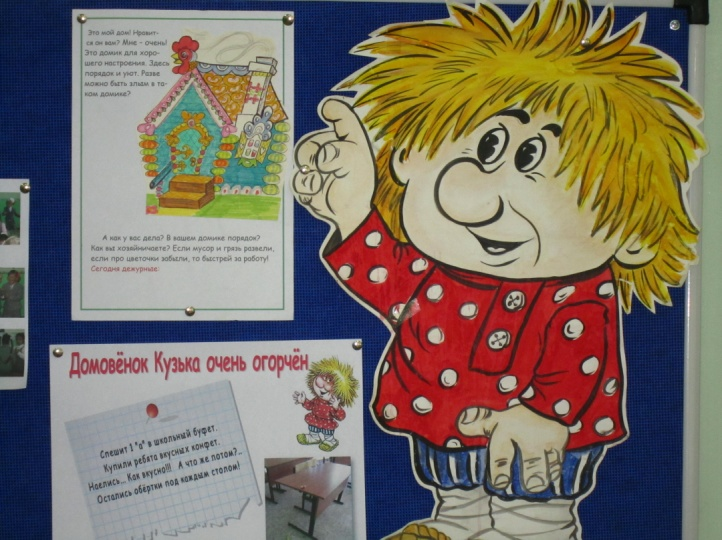 Это мой дом! Нравит-
ся он вам? Мне - очень!
Это домик для хоро-
шего настроения. Здесь
порядок и уют. Разве
можно быть злым в та-
ком домике?
А как у вас дела? В вашем домике порядок?
Как вы хозяйничаете? Если мусор и грязь развели,
если про цветочки забыли, то быстрей за работу!
Сегодня дежурные:
Домовёнок Кузька очень огорчён
Спешит 1 "а" в школьный буфет.
Купили ребята вкусных конфет.
Наелись... Как вкусно!!! А что же потом?..
Остались обёртки под каждым столом!